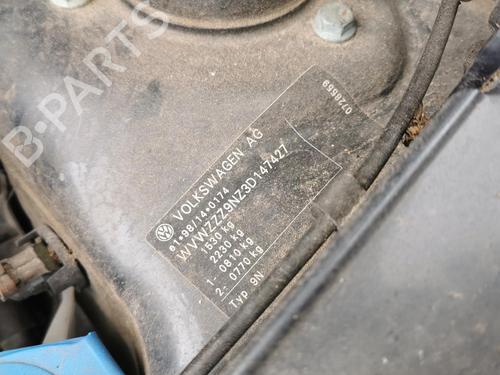 B-PARTS
VOLKSWAGEN AG
e1*98/14*0174
WVWZZZ9NZ3D147427
1530 kg
2230 kg
1- 0810 kg
2- 0770 kg
Typ 9N
0728559